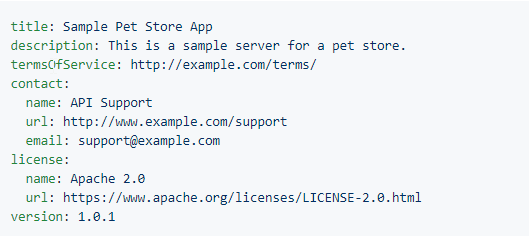 title: Sample Pet Store App
description: This is a sample server for a pet store.
termsOfService: http://example.com/terms/
contact:
  name: API Support
  url: http://www.example.com/support
  email: support@example.com
license:
  name: Apache 2.0
  url: https://www.apache.org/licenses/LICENSE-2.0.html
version: 1.0.1